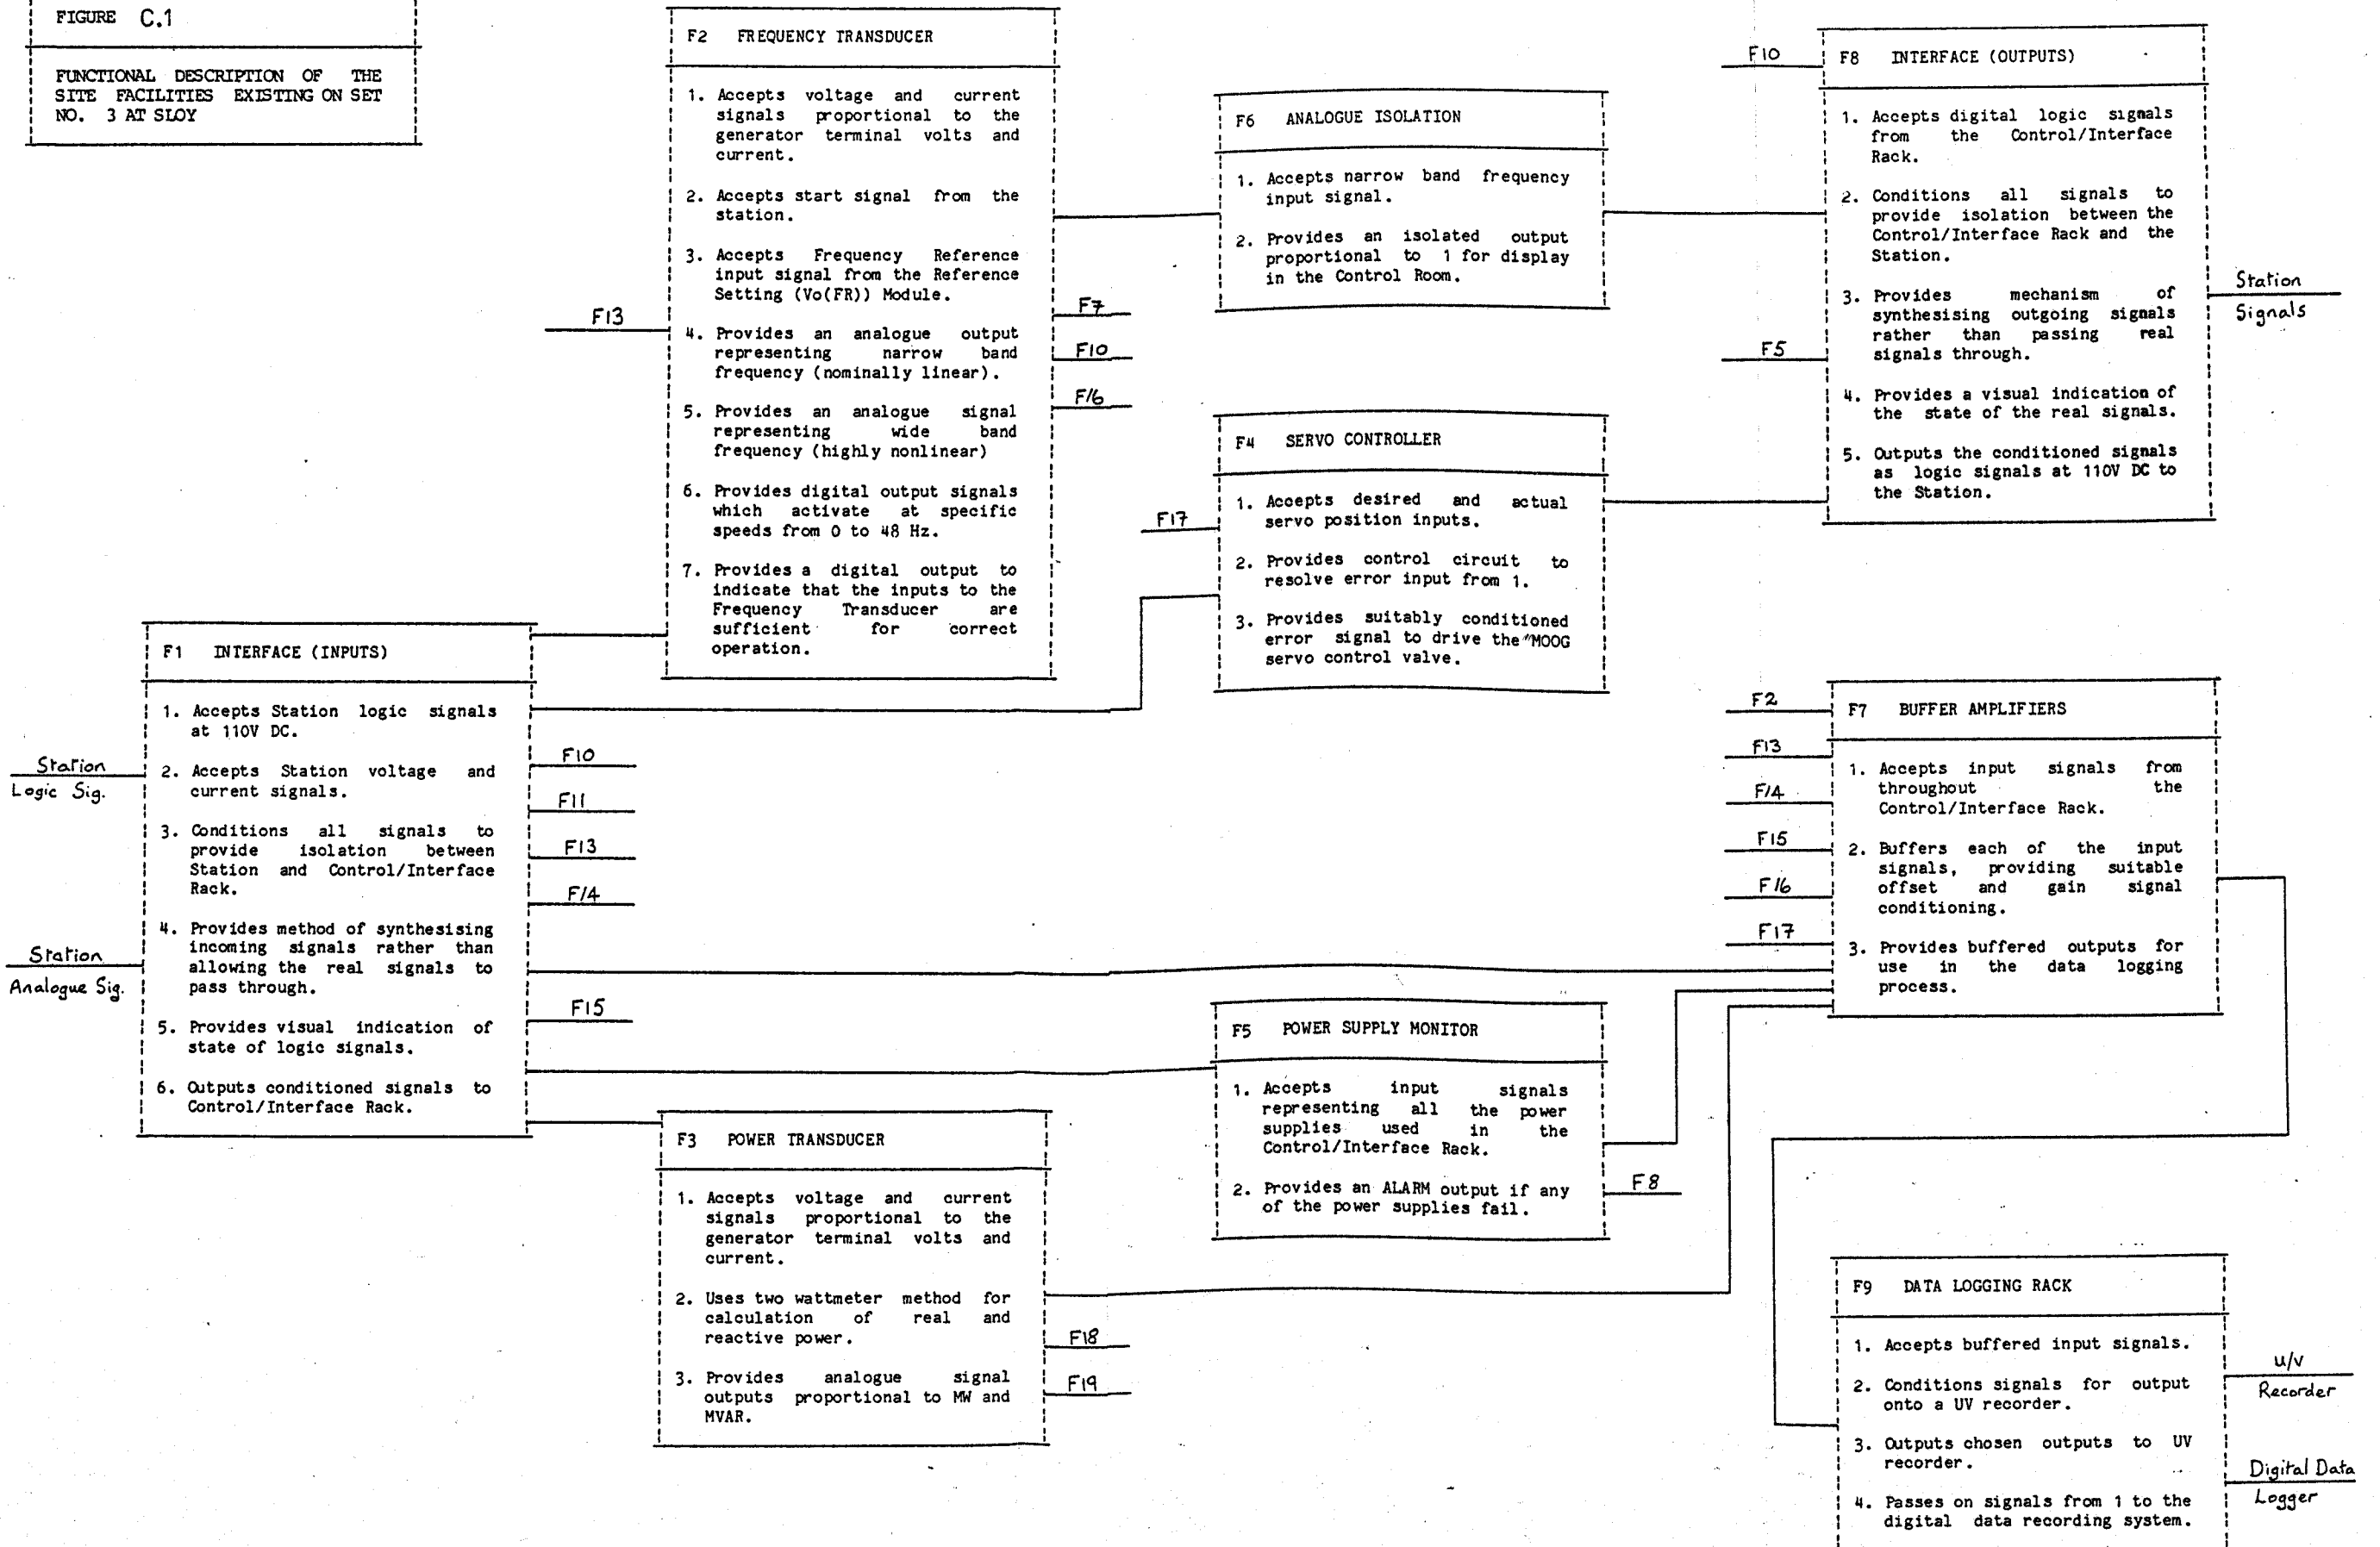 FIGURE C.1
FUNCTIONAL DESCRIPTION OF THE
SITE FACILITIES EXISTING ON SET
NO. 3 AT SLOY
F2 FREQUENCY TRANSDUCER
1. Accepts voltage and current
signals proportional to the
generator terminal volts and
current.
2. Accepts start signal from the
station.
3. Accepts Frequency Reference
input signal from the Reference
Setting (Vo(FR)) Module.
4. Provides an analogue output
representing narrow band
frequency (nominally linear).
5. Provides an analogue signal
representing wide band
frequency (highly nonlinear)
6. Provides digital output signals
which activate at specific
speeds from 0 to 48 Hz.
7. Provides a digital output to
indicate that the inputs to the
Frequency Transducer are
sufficient for correct
operation.
F13
F7
F10
F16
F6 ANALOGUE ISOLATION
1. Accepts narrow band frequency
input signal.
2. Provides an isolated output
proportional to 1 for display
in the Control Room.
F10
F5
F8 INTERFACE (OUTPUTS)
1. Accepts digital logic signals
from the Control/Interface
Rack.
2. Conditions all signals to
provide isolation between the
Control/Interface Rack and the
Station.
3. Provides mechanism of
synthesising outgoing signals
rather than passing real
signals through.
4. Provides a visual indication of
the state of the real signals.
5. Outputs the conditioned signals
as logic signals at 110V DC to
the Station.
Station
Signals
F17
F4 SERVO CONTROLLER
1. Accepts desired and actual
servo position inputs.
2. Provides control circuit to
resolve error input from 1.
3. Provides suitably conditioned
error signal to drive the "MOOG
servo control valve.
Station
Logic Sig.
Station
Analogue Sig.
F1 INTERFACE (INPUTS)
1. Accepts Station logic signals
at 110V DC.
2. Accepts Station voltage and
current signals.
3. Conditions all signals to
provide isolation between
Station and Control/Interface
Rack.
4. Provides method of synthesising
incoming signals rather than
allowing the real signals to
pass through.
5. Provides visual indication of
state of logic signals.
6. Outputs conditioned signals to
Control/Interface Rack.
F10
F11
F13
F14
F15
F2
F13
F14
F15
F16
F17
F7 BUFFER AMPLIFIERS
1. Accepts input signals from
throughout the
Control/Interface Rack.
2. Buffers each of the input
signals, providing suitable
offset and gain signal
conditioning.
3. Provides buffered outputs for
use in the data logging
process.
F5 POWER SUPPLY MONITOR
1. Accepts input signals
representing all the power
supplies used in the
Control/Interface Rack.
2. Provides an ALARM output if any
of the power supplies fail.
F8
F3 POWER TRANSDUCER
1. Accepts voltage and current
signals proportional to the
generator terminal volts and
current.
2. Uses two wattmeter method for
calculation of real and
reactive power.
3. Provides analogue signal
outputs proportional to MW and
MVAR.
F18
F19
F9 DATA LOGGING RACK
1. Accepts buffered input signals.
2. Conditions signals for output
onto a UV recorder.
3. Outputs chosen outputs to UV
recorder.
4. Passes on signals from 1 to the
digital data recording system.
u/v
Recorder
Digital Data
Logger